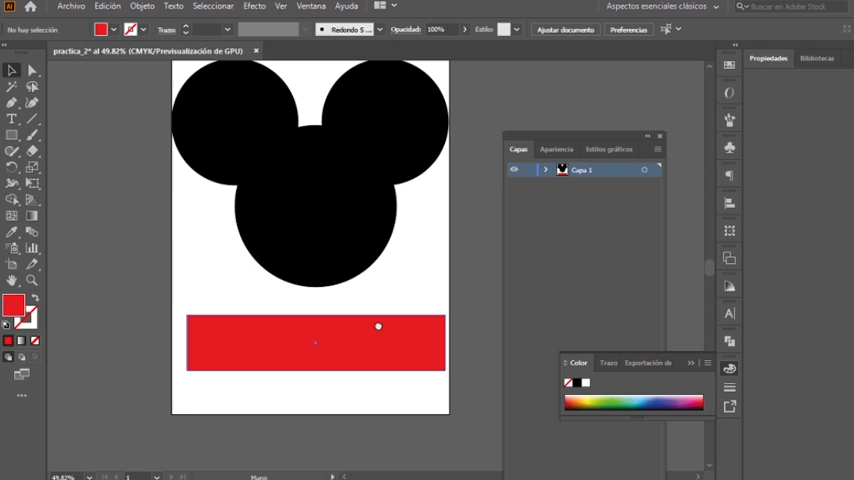 Ai Archivo Edición Objeto Texto Seleccionar Efecto Ver Ventana Ayuda Aspectos esenciales clásicos Buscar en Adobe Stock
No hay selección Trazo: Redondo 5 ... Opacidad: 100% Estilo: Ajustar documento Preferencias
practica_2* al 49.82% (CMYK/Previsualización de GPU) ×
Propiedades Bibliotecas
Capas Apariencia Estilos gráficos
Capa 1
Color Trazo Exportación de
49.82% 1 Mano